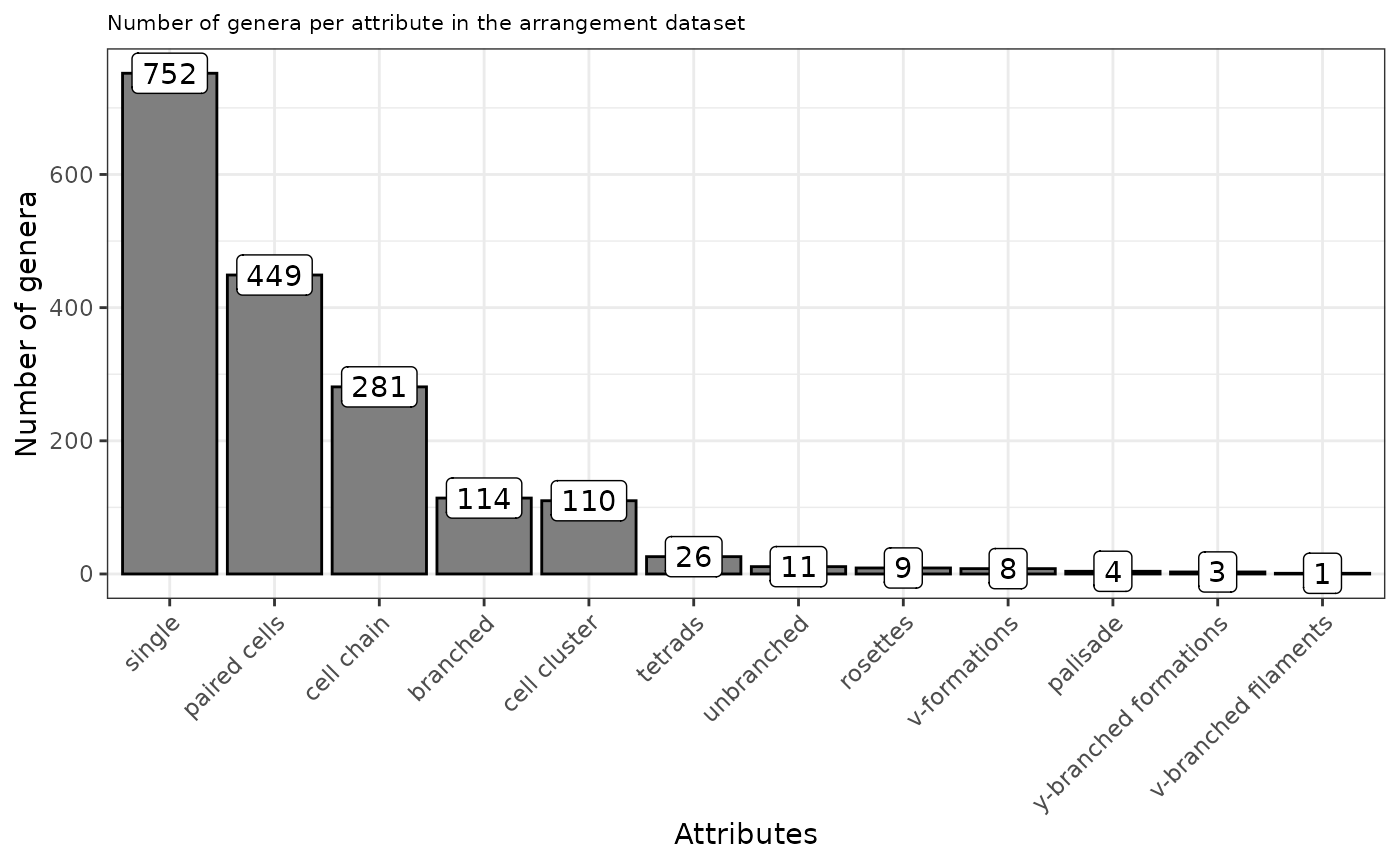 Number of genera per attribute in the arrangement dataset
Number of genera
600
400
200
0
752
449
281
114
110
26
11
9
8
4
3
1
single
paired cells
cell chain
branched
cell cluster
tetrads
unbranched
rosettes
v-formations
palisade
y-branched formations
v-branched filaments
Attributes